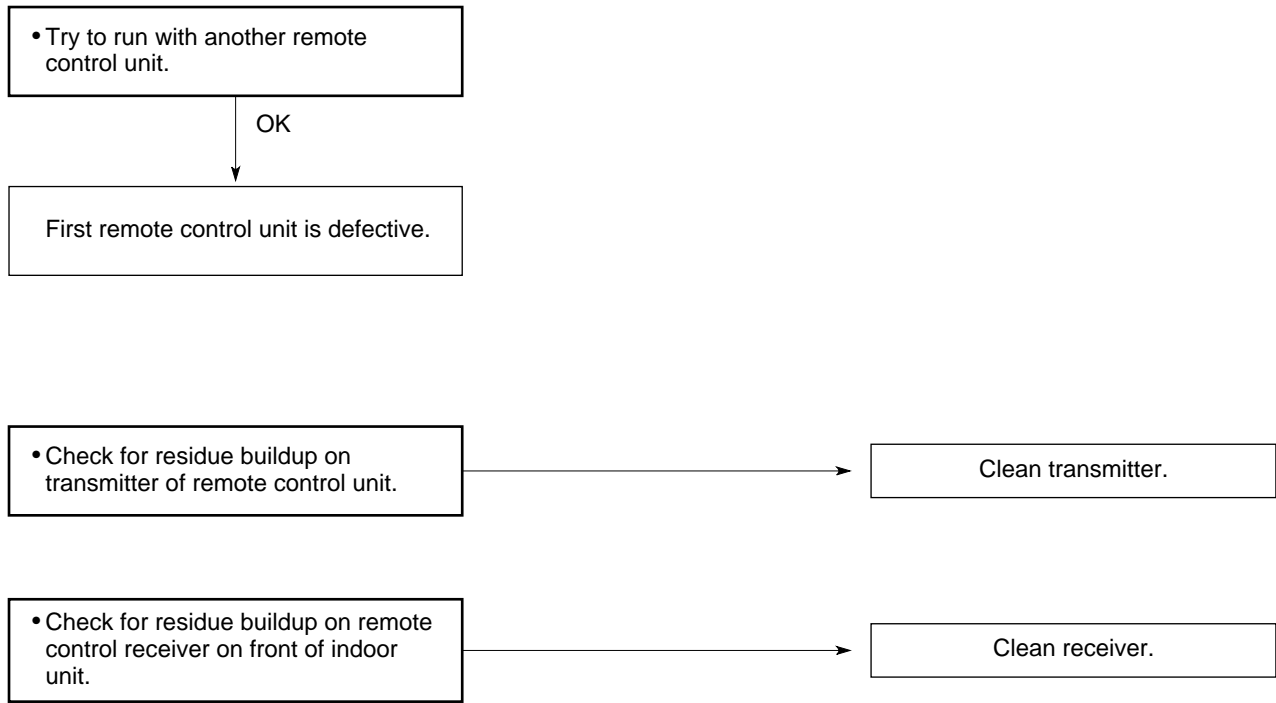 • Try to run with another remote
control unit.
OK
First remote control unit is defective.
• Check for residue buildup on
transmitter of remote control unit.
Clean transmitter.
• Check for residue buildup on remote
control receiver on front of indoor
unit.
Clean receiver.